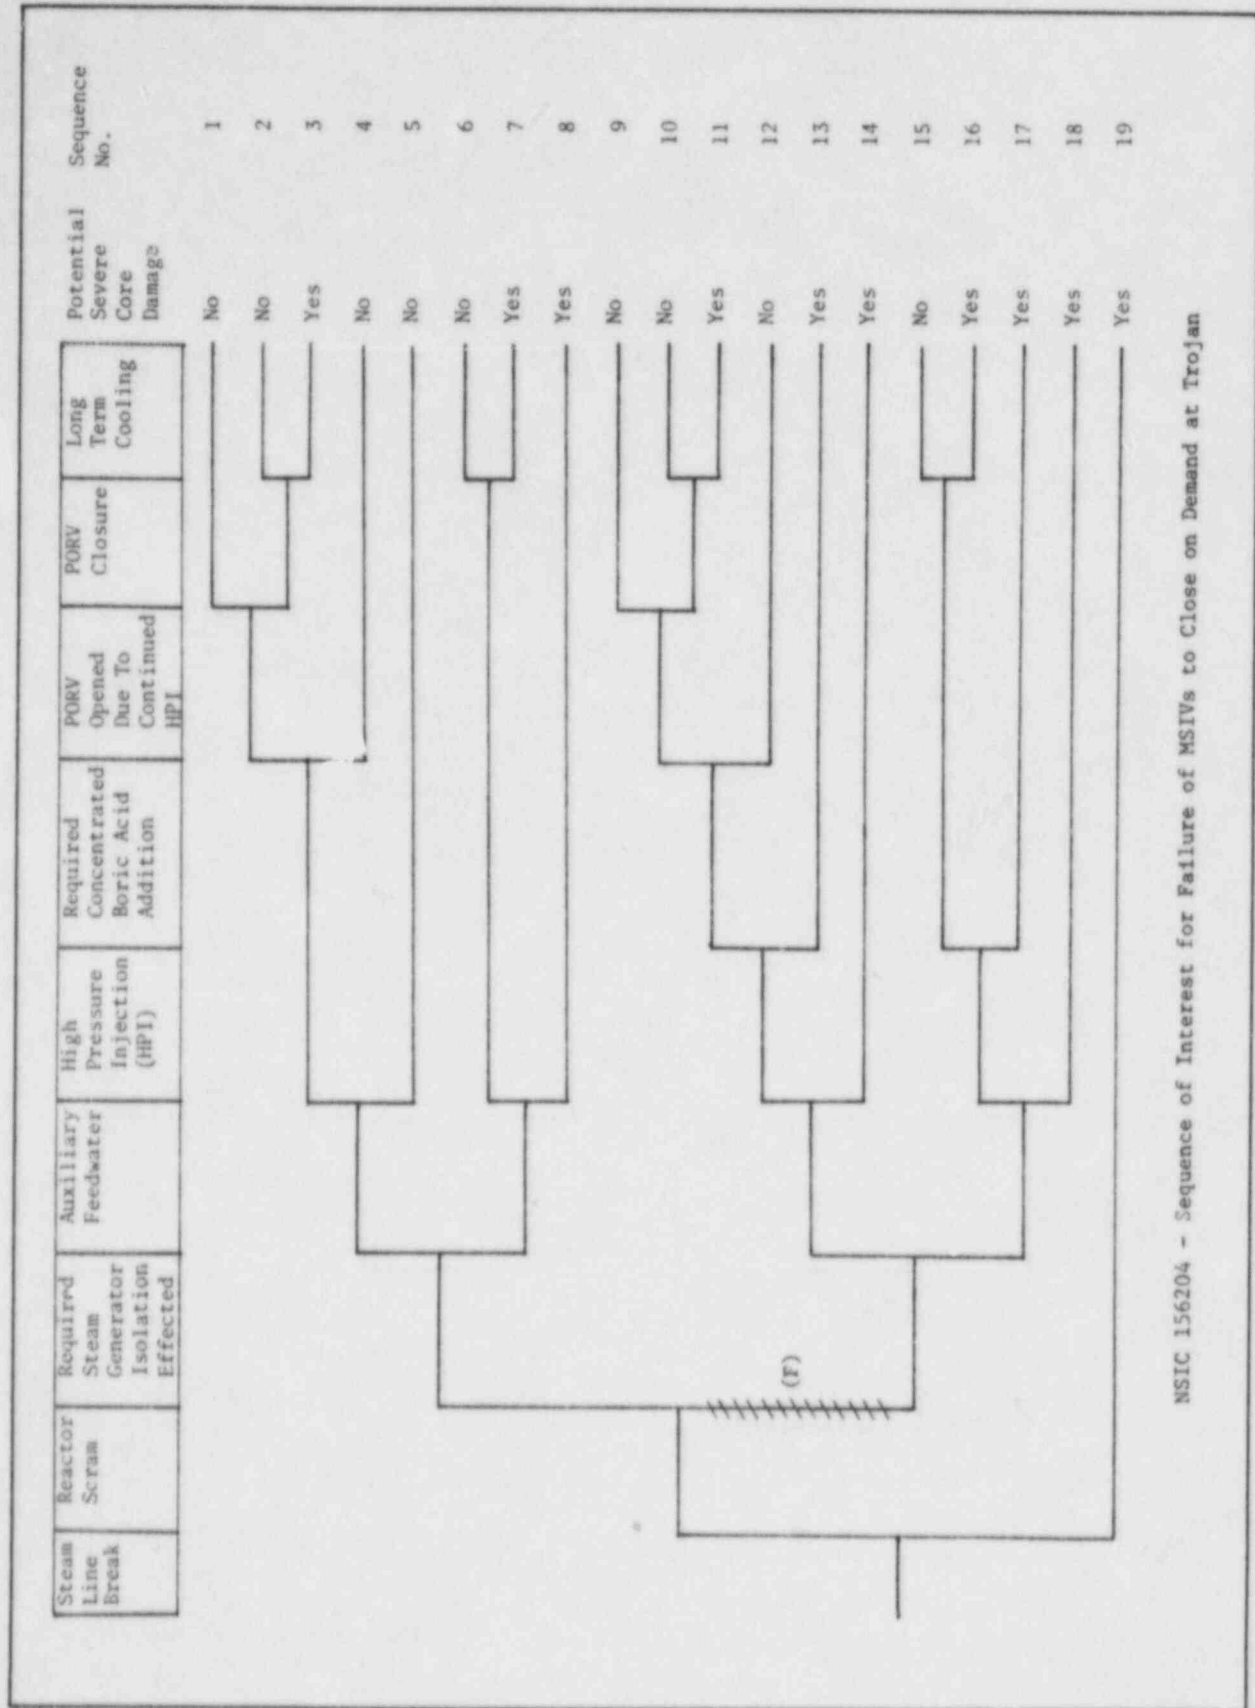 Steam
Line
Break
Reactor
Scram
Required
Steam
Generator
Isolation
Effected
Auxiliary
Feedwater
High
Pressure
Injection
(HPI)
Required
Concentrated
Boric Acid
Addition
PORV
Opened
Due To
Continued
HPI
PORV
Closure
Long
Term
Cooling
Potential
Severe
Core
Damage
Sequence
No.
No 1
No 2
Yes 3
No 4
No 5
No 6
Yes 7
Yes 8
No 9
No 10
Yes 11
No 12
Yes 13
Yes 14
No 15
Yes 16
Yes 17
Yes 18
Yes 19
(F)
NSIC 156204 - Sequence of Interest for Failure of MSIVs to Close on Demand at Trojan